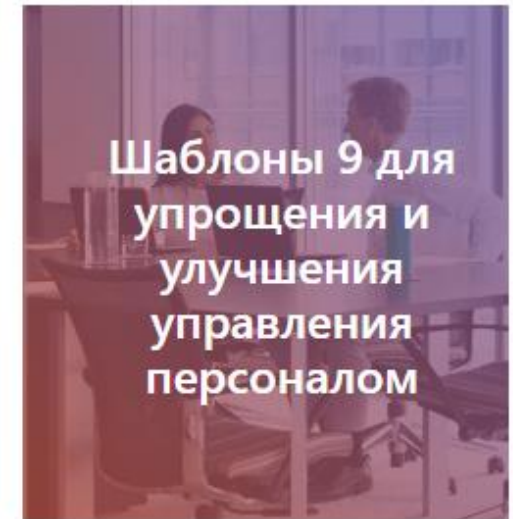 Шаблоны 9 для
упрощения и
улучшения
управления
персоналом